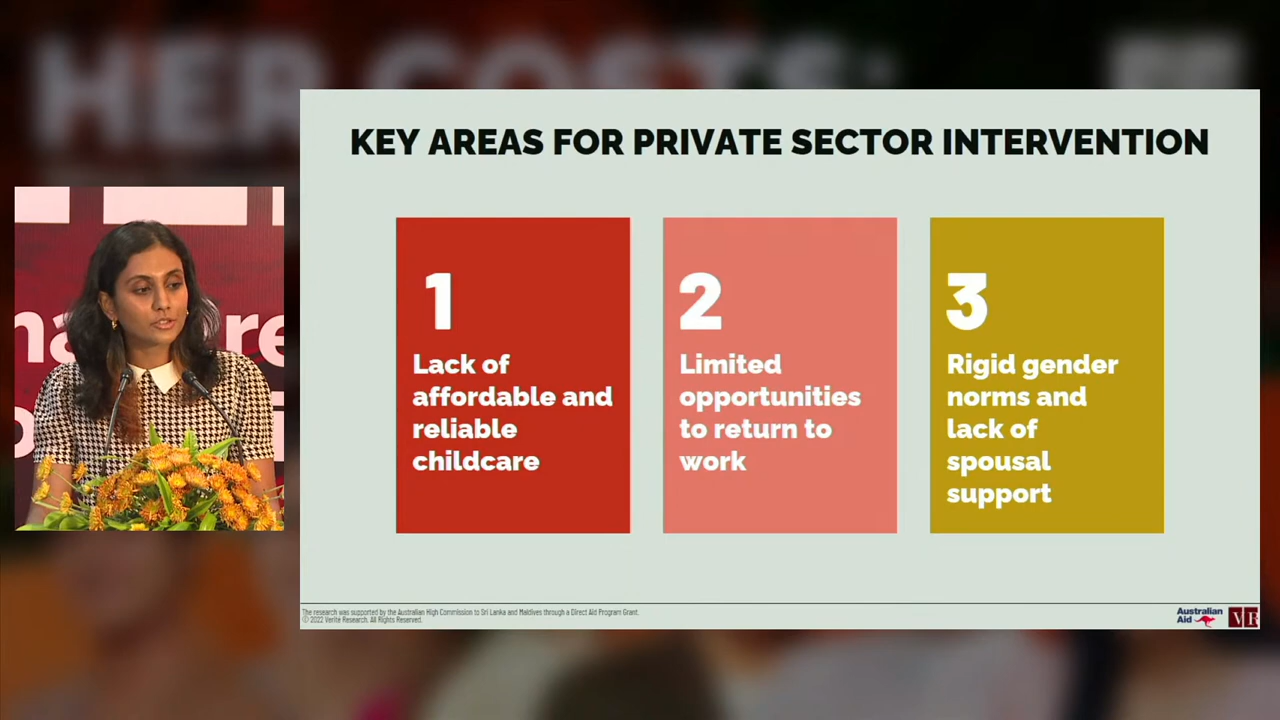 HER COSTS:
KEY AREAS FOR PRIVATE SECTOR INTERVENTION
1
Lack of
affordable and
reliable
childcare
2
Limited
opportunities
to return to
work
3
Rigid gender
norms and
lack of
spousal
support
The research was supported by the Australian High Commission to Sri Lanka and Maldives through a Direct Aid Program Grant.
© 2022 Verité Research. All Rights Reserved.
Australian
Aid
VR